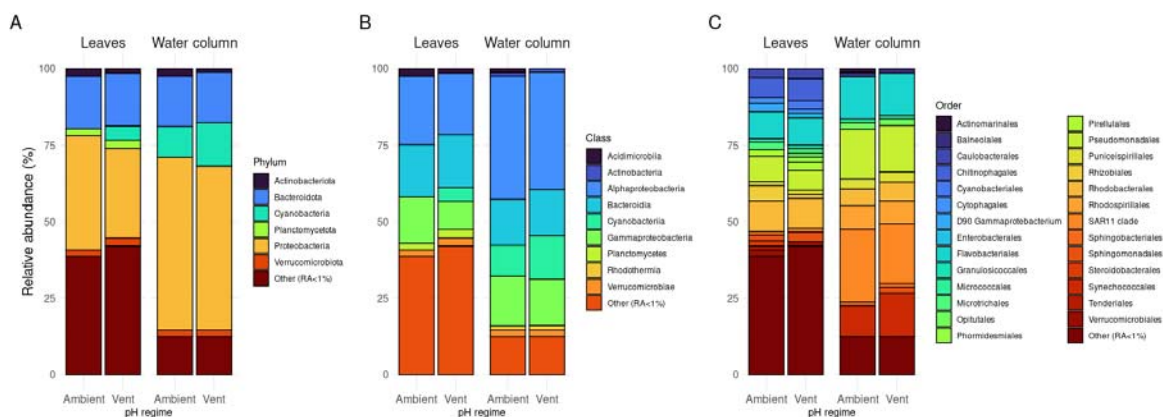 A
B
C
Leaves
Water column
Leaves
Water column
Leaves
Water column
Relative abundance (%)
100
75
50
25
0
Ambient
Vent
Ambient
Vent
pH regime
Phylum
Actinobacteriota
Bacteroidota
Cyanobacteria
Planctomycetota
Proteobacteria
Verrucomicrobiota
Other (RA<1%)
100
75
50
25
0
Ambient
Vent
Ambient
Vent
pH regime
Class
Acidimicrobiia
Actinobacteria
Alphaproteobacteria
Bacteroidia
Cyanobacteriia
Gammaproteobacteria
Planctomycetes
Rhodothermia
Verrucomicrobiae
Other (RA<1%)
100
75
50
25
0
Ambient
Vent
Ambient
Vent
pH regime
Order
Actinomarinales
Balneolales
Caulobacterales
Chitinophagales
Cyanobacteriales
Cytophagales
D90 Gammaprotebacterium
Enterobacterales
Flavobacteriales
Granulosicoccales
Micrococcales
Microtrichales
Opitutales
Phormidesmiales
Pirellulales
Pseudomonadales
Puniceispirillales
Rhizobiales
Rhodobacterales
Rhodospirillales
SAR11 clade
Sphingobacteriales
Sphingomonadales
Steroidobacterales
Synechococcales
Tenderiales
Verrucomicrobiales
Other (RA<1%)